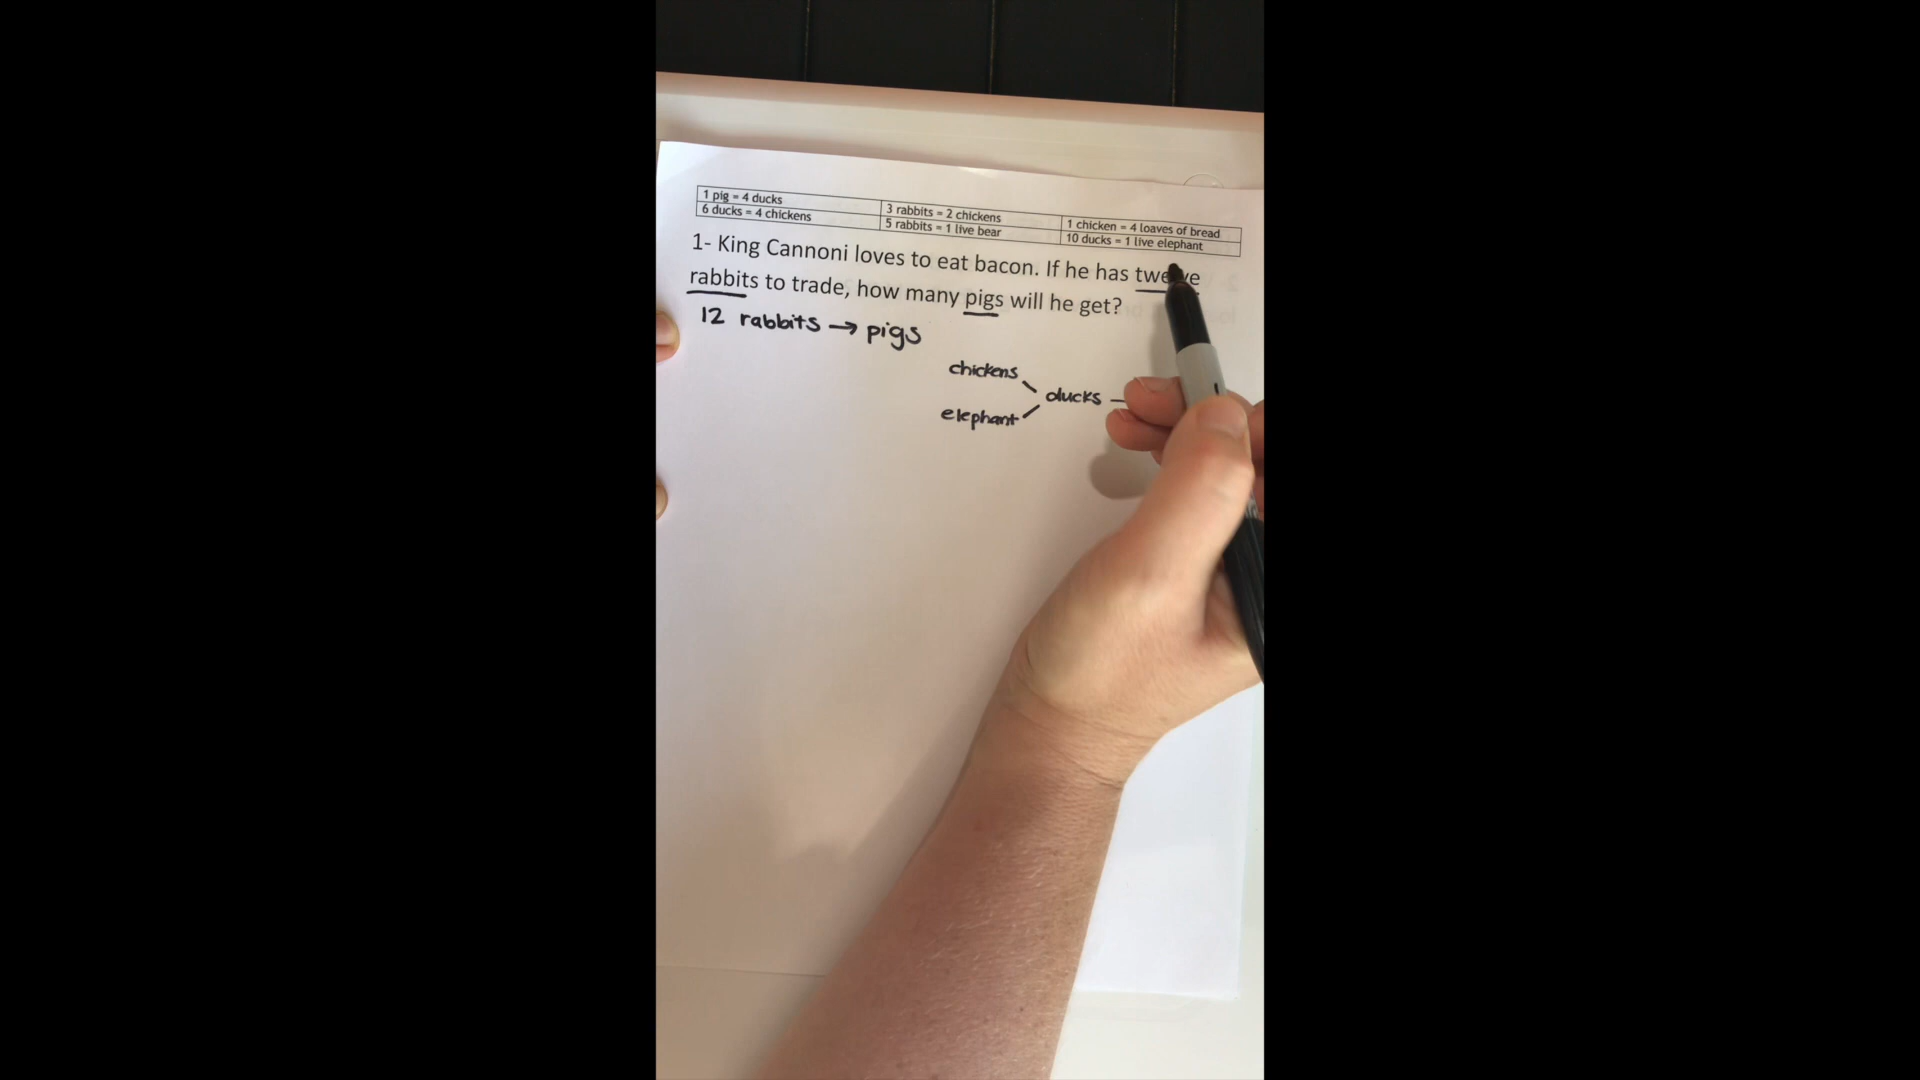 1 pig = 4 ducks 3 rabbits = 2 chickens 1 chicken = 4 loaves of bread
6 ducks = 4 chickens 5 rabbits = 1 live bear 10 ducks = 1 live elephant
1- King Cannoni loves to eat bacon. If he has
rabbits to trade, how many pigs will he get?
12 rabbits → pigs
chickens
ducks —
elephant